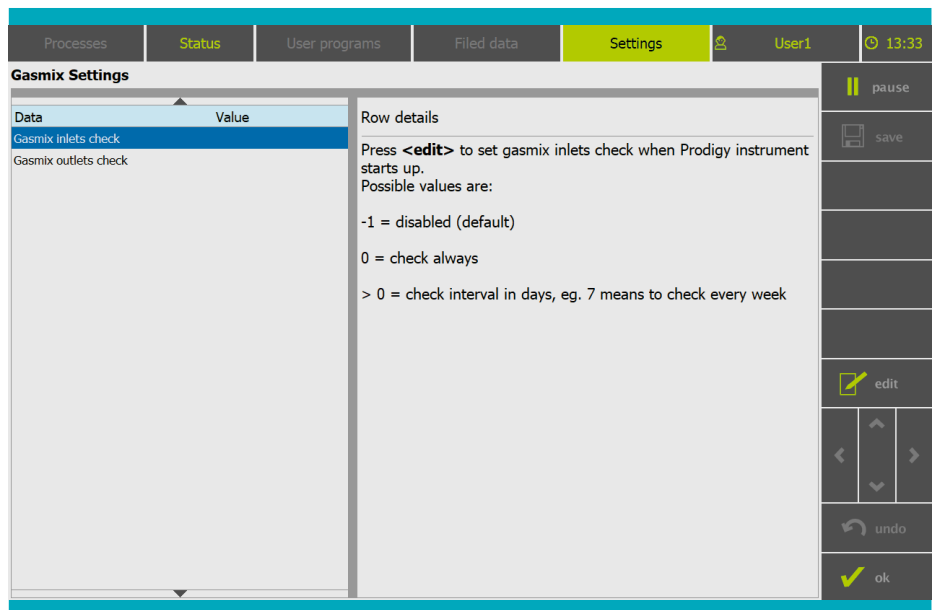 Processes Status User programs Filed data Settings User1 13:33
Gasmix Settings
Data Value
Gasmix inlets check
Gasmix outlets check
Row details
Press <edit> to set gasmix inlets check when Prodigy instrument
starts up.
Possible values are:
-1 = disabled (default)
0 = check always
> 0 = check interval in days, eg. 7 means to check every week
pause
save
edit
undo
ok